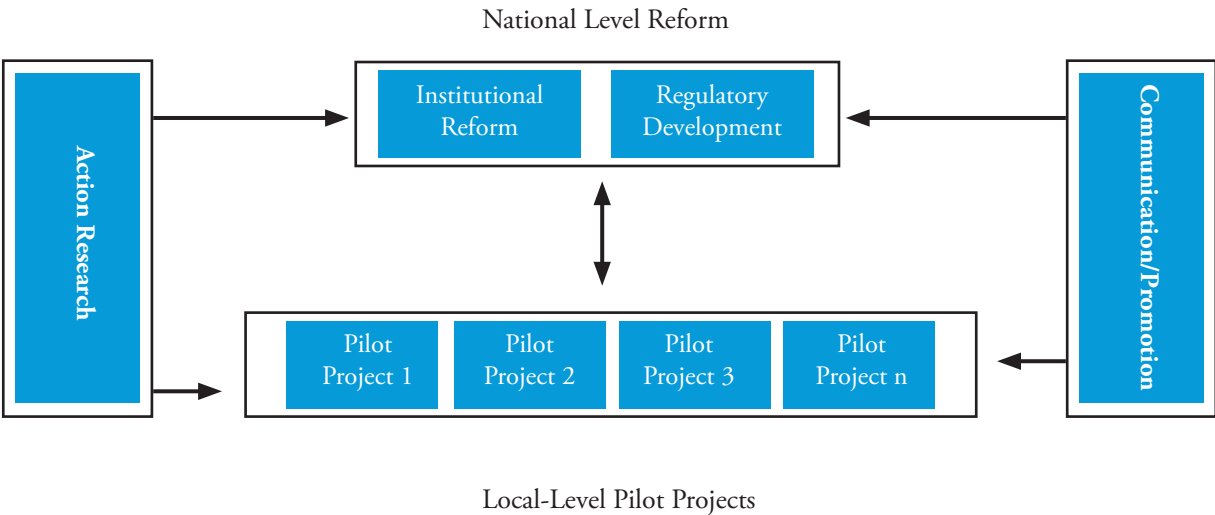 National Level Reform
Action Research
Institutional
Reform
Regulatory
Development
Communication/Promotion
Pilot
Project 1
Pilot
Project 2
Pilot
Project 3
Pilot
Project n
Local-Level Pilot Projects